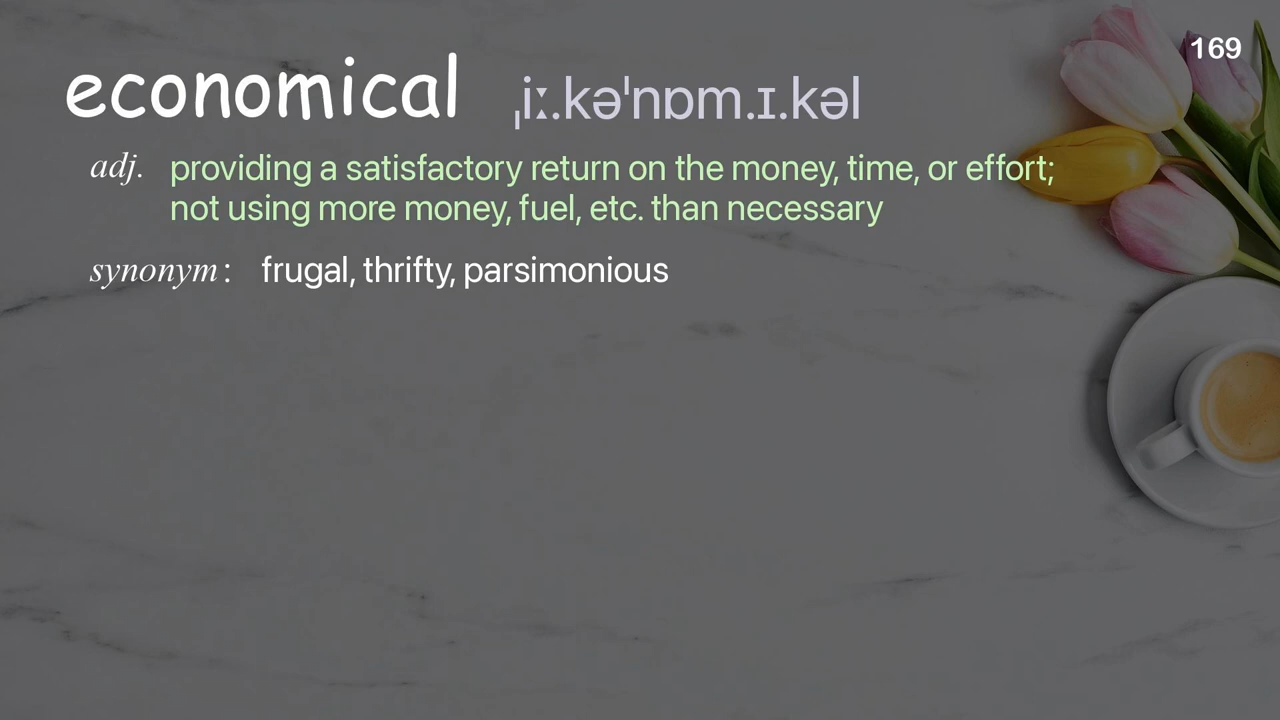 169
economical ˌiː.kəˈnɒm.ɪ.kəl
adj. providing a satisfactory return on the money, time, or effort;
not using more money, fuel, etc. than necessary
synonym : frugal, thrifty, parsimonious